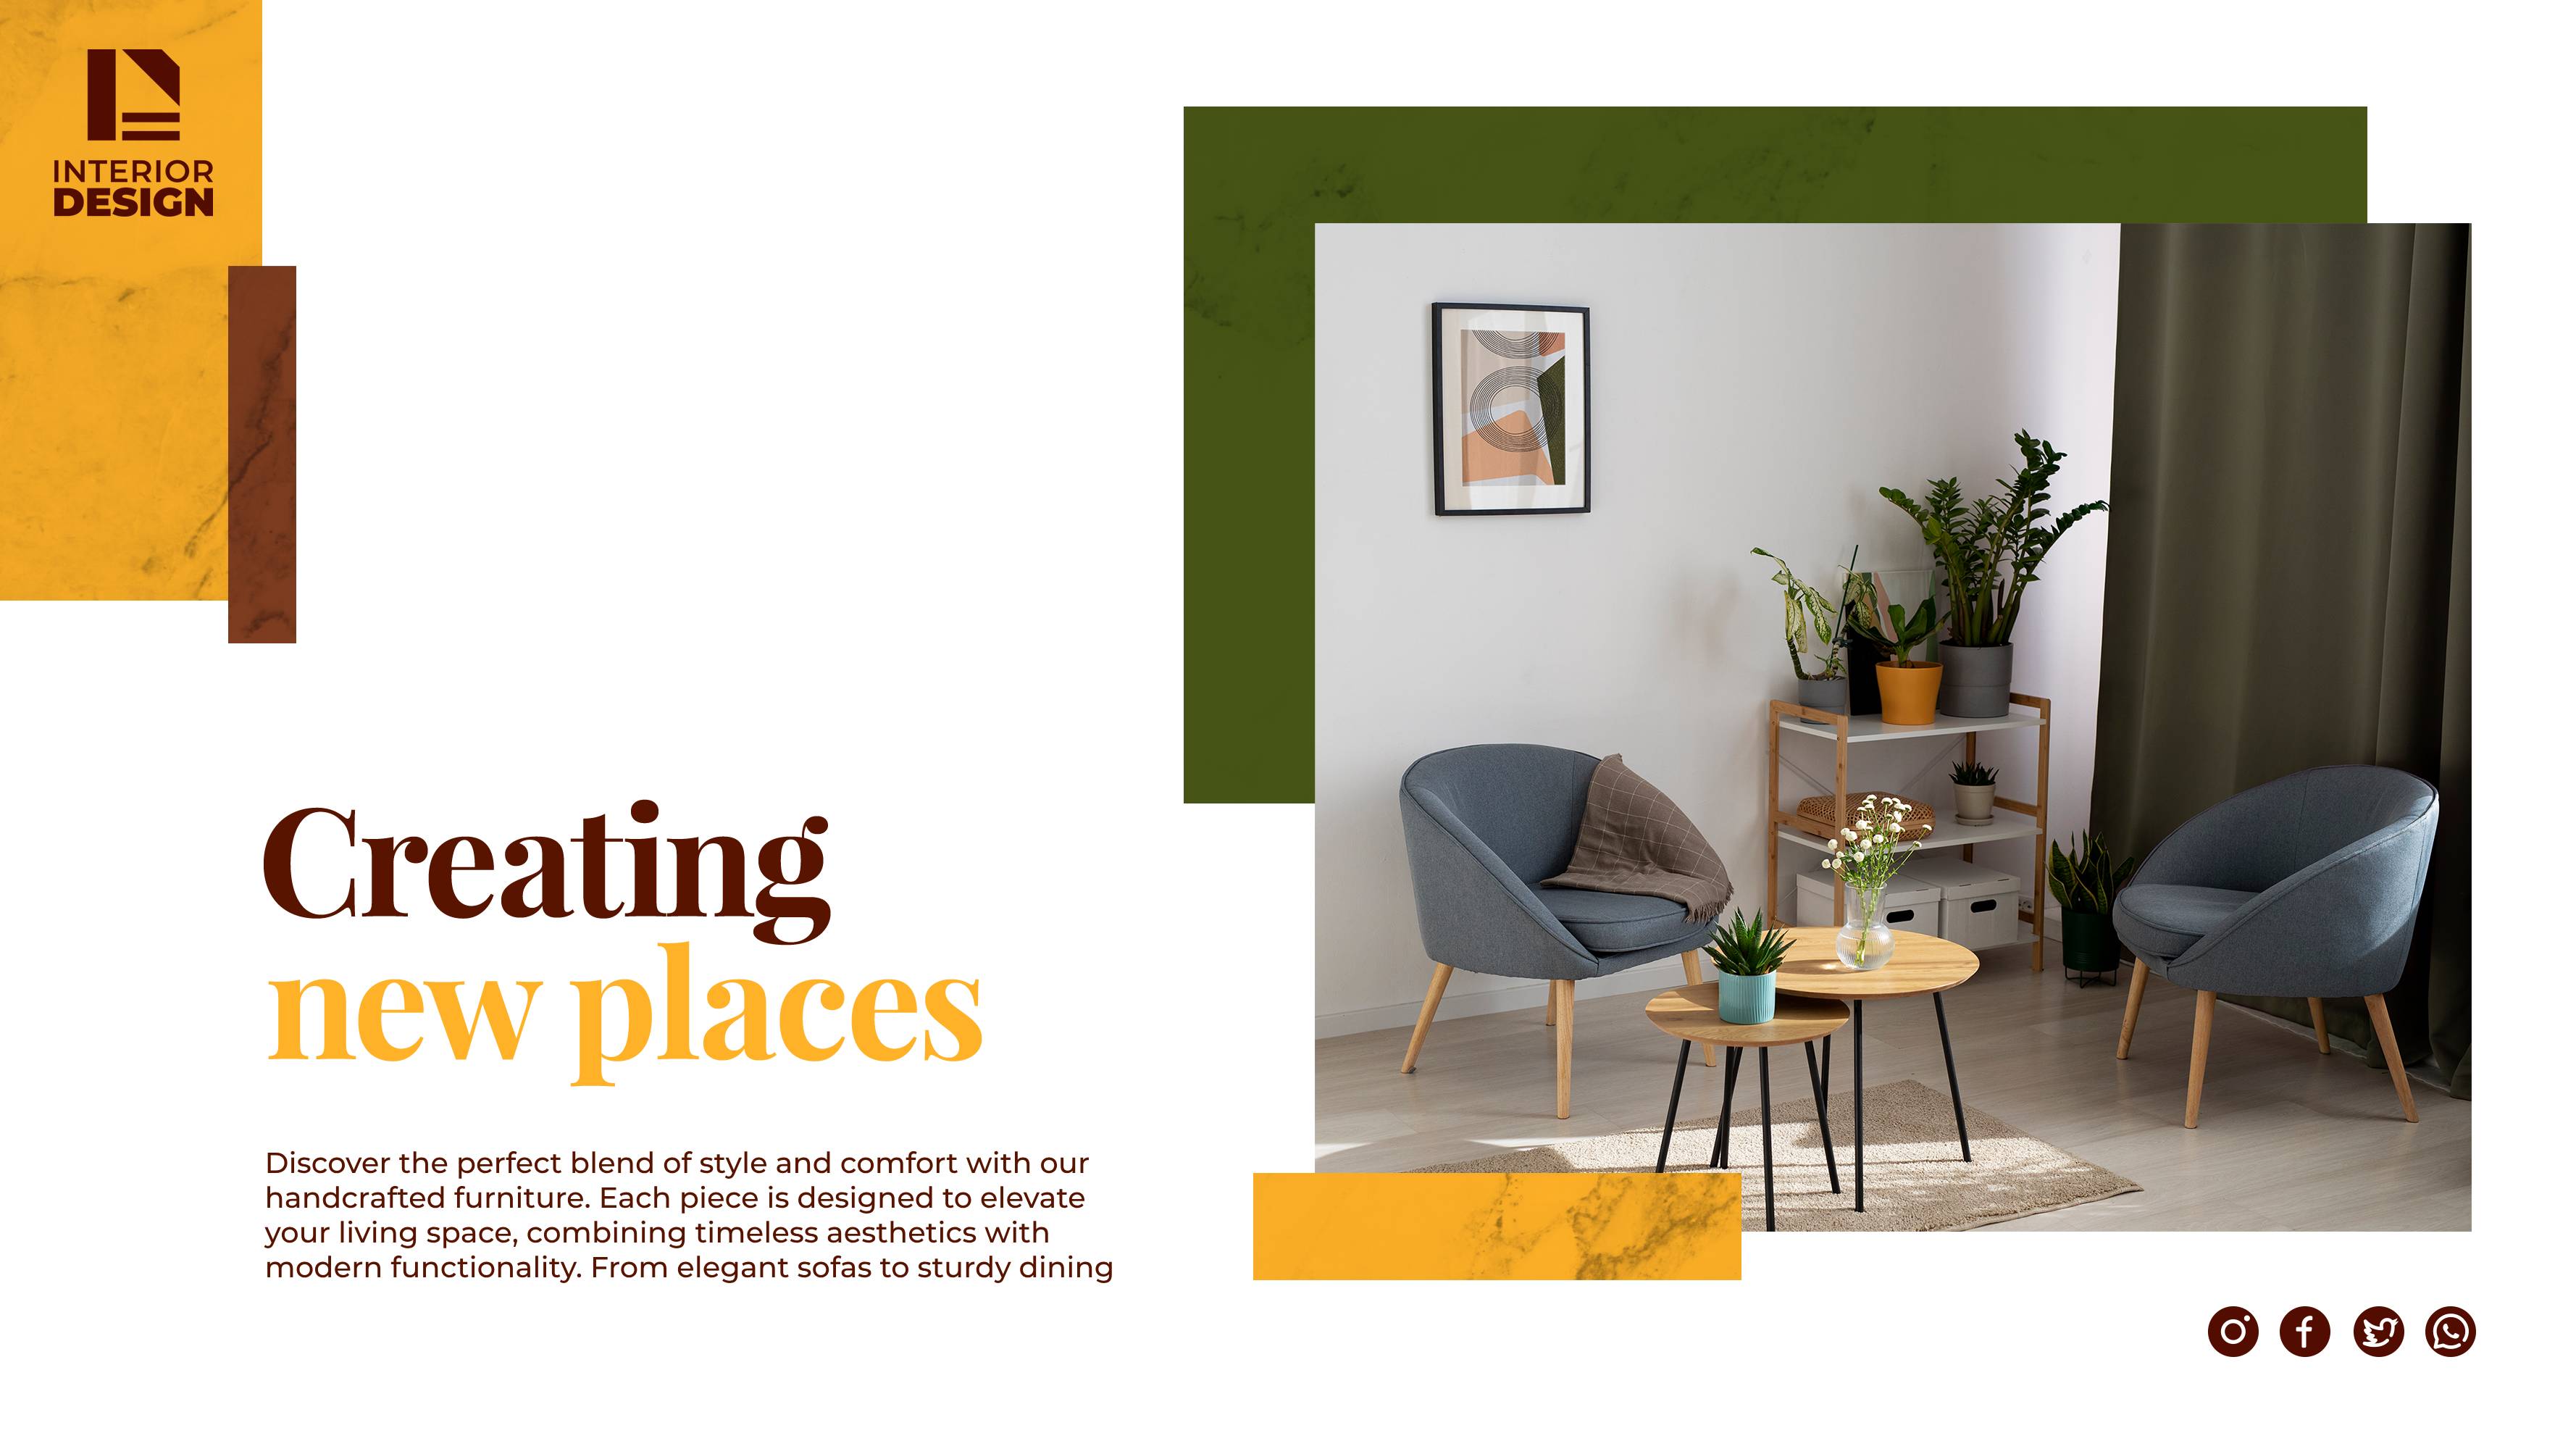 INTERIOR
DESIGN
Creating
new places
Discover the perfect blend of style and comfort with our
handcrafted furniture. Each piece is designed to elevate
your living space, combining timeless aesthetics with
modern functionality. From elegant sofas to sturdy dining